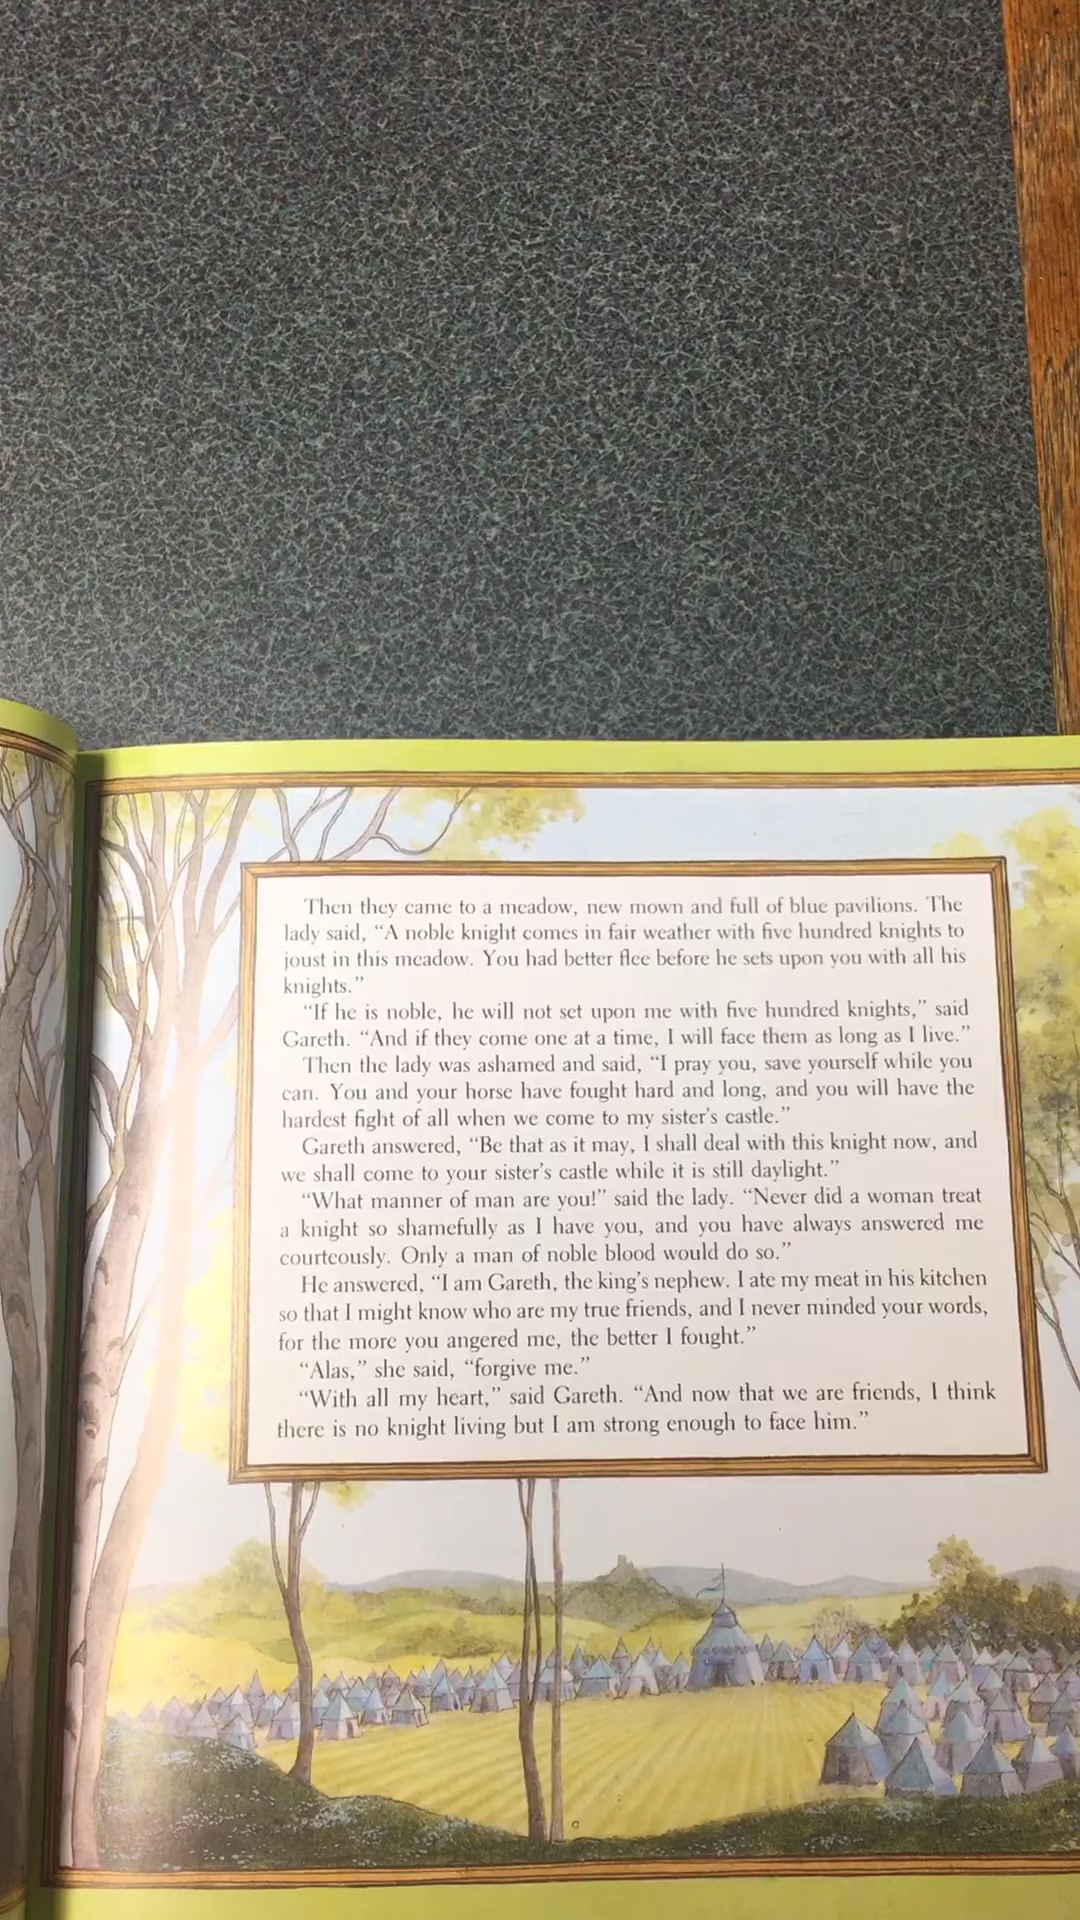 Then they came to a meadow, new mown and full of blue pavilions. The
lady said, “A noble knight comes in fair weather with five hundred knights to
joust in this meadow. You had better flee before he sets upon you with all his
knights.”
“If he is noble, he will not set upon me with five hundred knights,” said
Gareth. “And if they come one at a time, I will face them as long as I live.”
Then the lady was ashamed and said, “I pray you, save yourself while you
can. You and your horse have fought hard and long, and you will have the
hardest fight of all when we come to my sister’s castle.”
Gareth answered, “Be that as it may, I shall deal with this knight now, and
we shall come to your sister’s castle while it is still daylight.”
“What manner of man are you!” said the lady. “Never did a woman treat
a knight so shamefully as I have you, and you have always answered me
courteously. Only a man of noble blood would do so.”
He answered, “I am Gareth, the king’s nephew. I ate my meat in his kitchen
so that I might know who are my true friends, and I never minded your words,
for the more you angered me, the better I fought.”
“Alas,” she said, “forgive me.”
“With all my heart,” said Gareth. “And now that we are friends, I think
there is no knight living but I am strong enough to face him.”